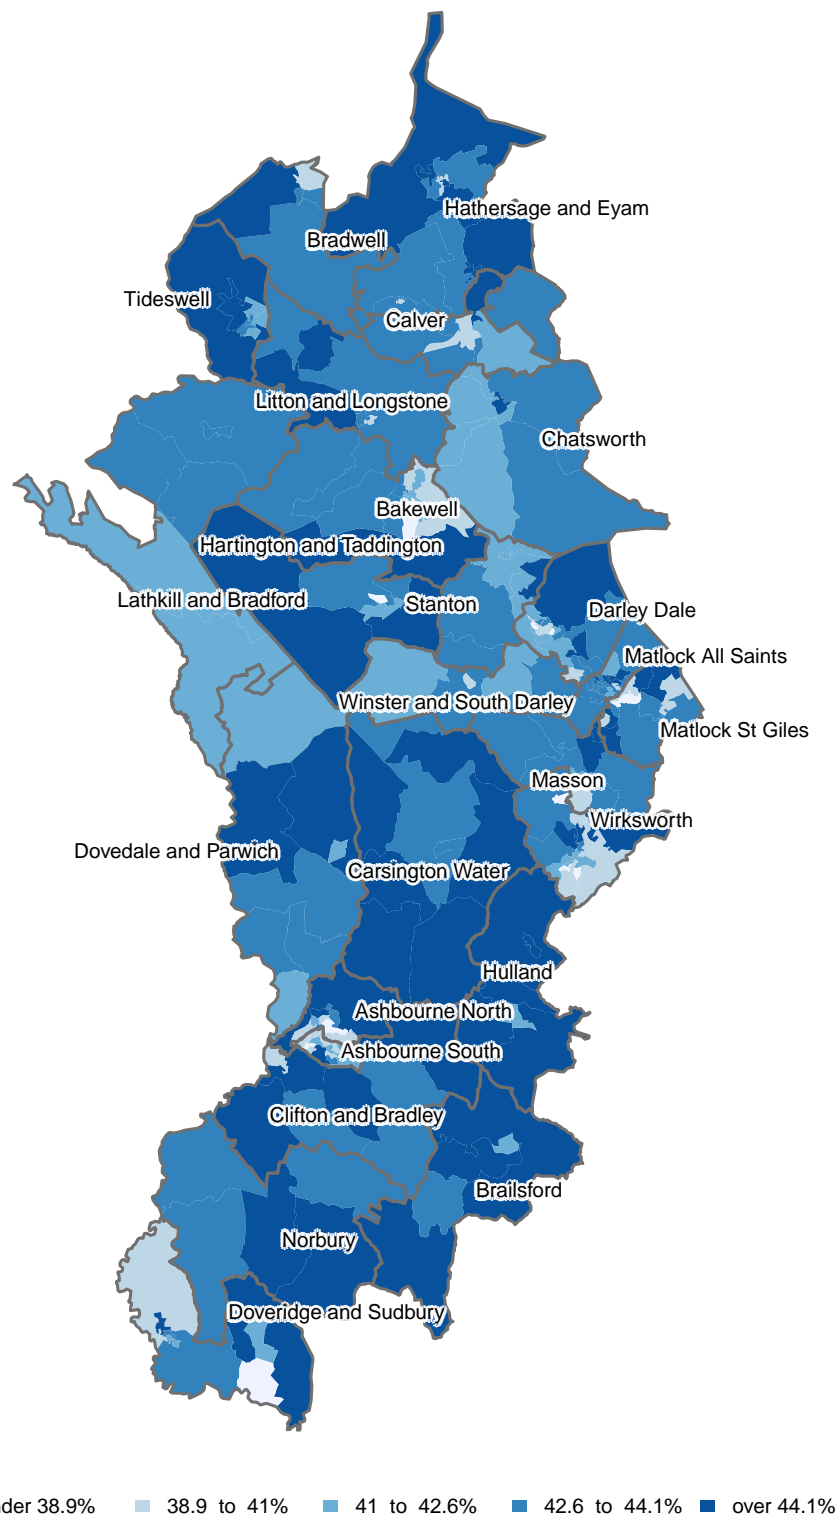 Hathersage and Eyam
Bradwell
Tideswell
Calver
Litton and Longstone
Chatsworth
Bakewell
Hartington and Taddington
Lathkill and Bradford
Stanton
Darley Dale
Matlock All Saints
Winster and South Darley
Matlock St Giles
Masson
Wirksworth
Dovedale and Parwich
Carsington Water
Hulland
Ashbourne North
Ashbourne South
Clifton and Bradley
Brailsford
Norbury
Doveridge and Sudbury
38.9% 38.9 to 41% 41 to 42.6% 42.6 to 44.1% over 44.1%